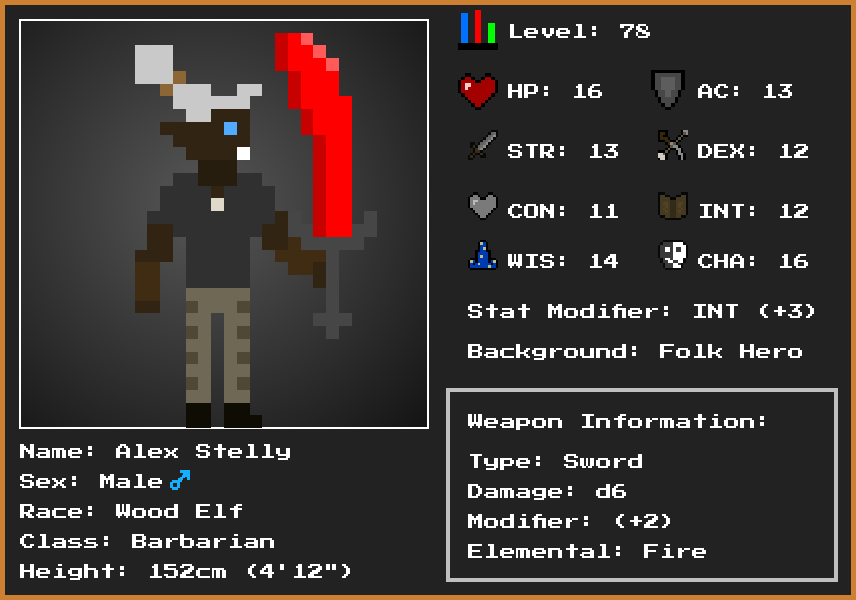 Level: 78
HP: 16 AC: 13
STR: 13 DEX: 12
CON: 11 INT: 12
WIS: 14 CHA: 16
Stat Modifier: INT (+3)
Background: Folk Hero
Weapon Information:
Type: Sword
Damage: d6
Modifier: (+2)
Elemental: Fire
Name: Alex Stelly
Sex: Male ♂
Race: Wood Elf
Class: Barbarian
Height: 152cm (4'12")